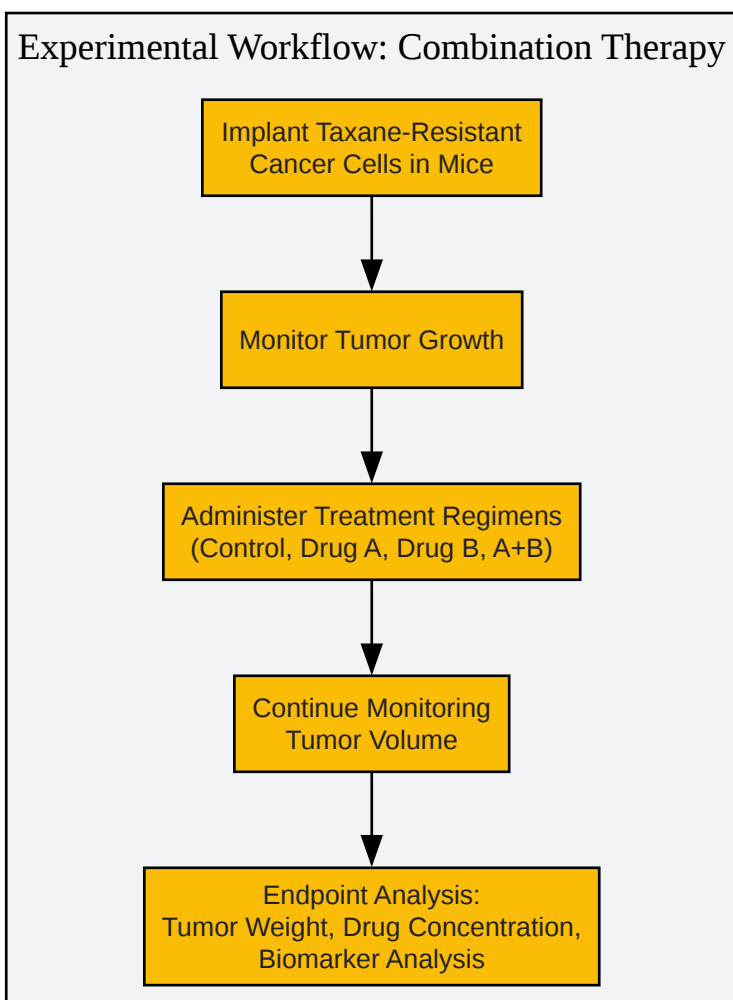 Experimental Workflow: Combination Therapy
Implant Taxane-Resistant
Cancer Cells in Mice
Monitor Tumor Growth
Administer Treatment Regimens
(Control, Drug A, Drug B, A+B)
Continue Monitoring
Tumor Volume
Endpoint Analysis:
Tumor Weight, Drug Concentration,
Biomarker Analysis